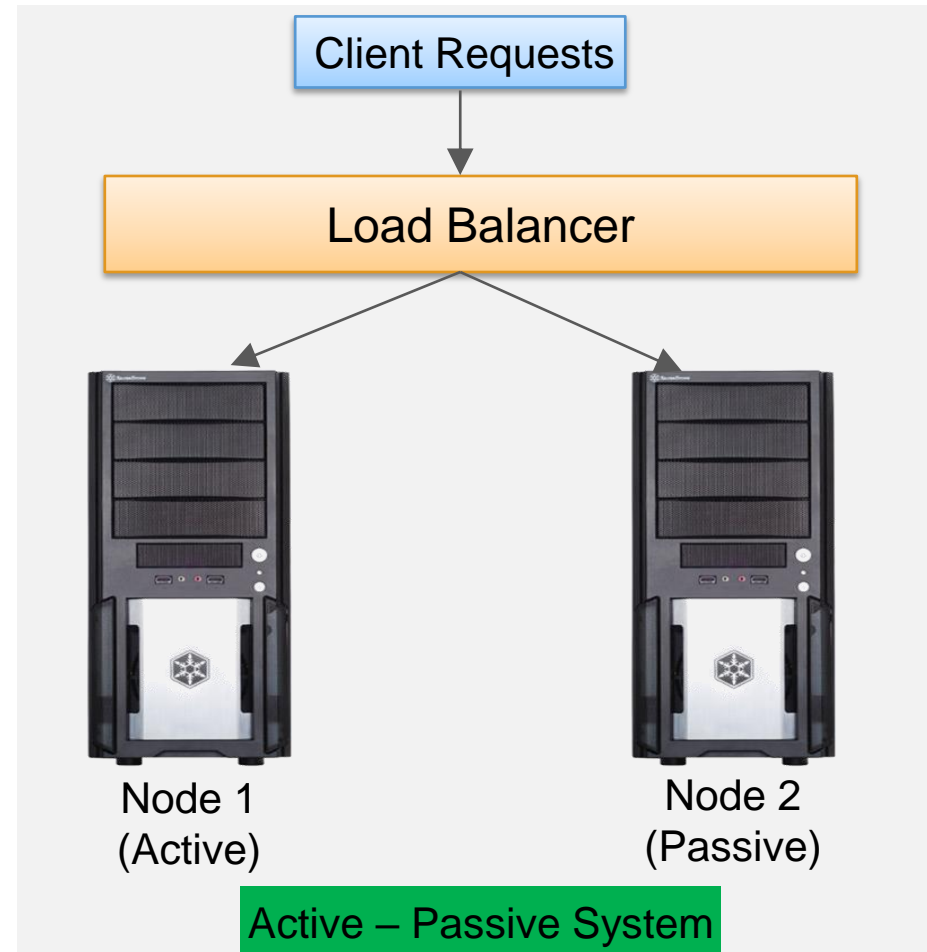 Client Requests
Load Balancer
Node 1
(Active)
Node 2
(Passive)
Active – Passive System